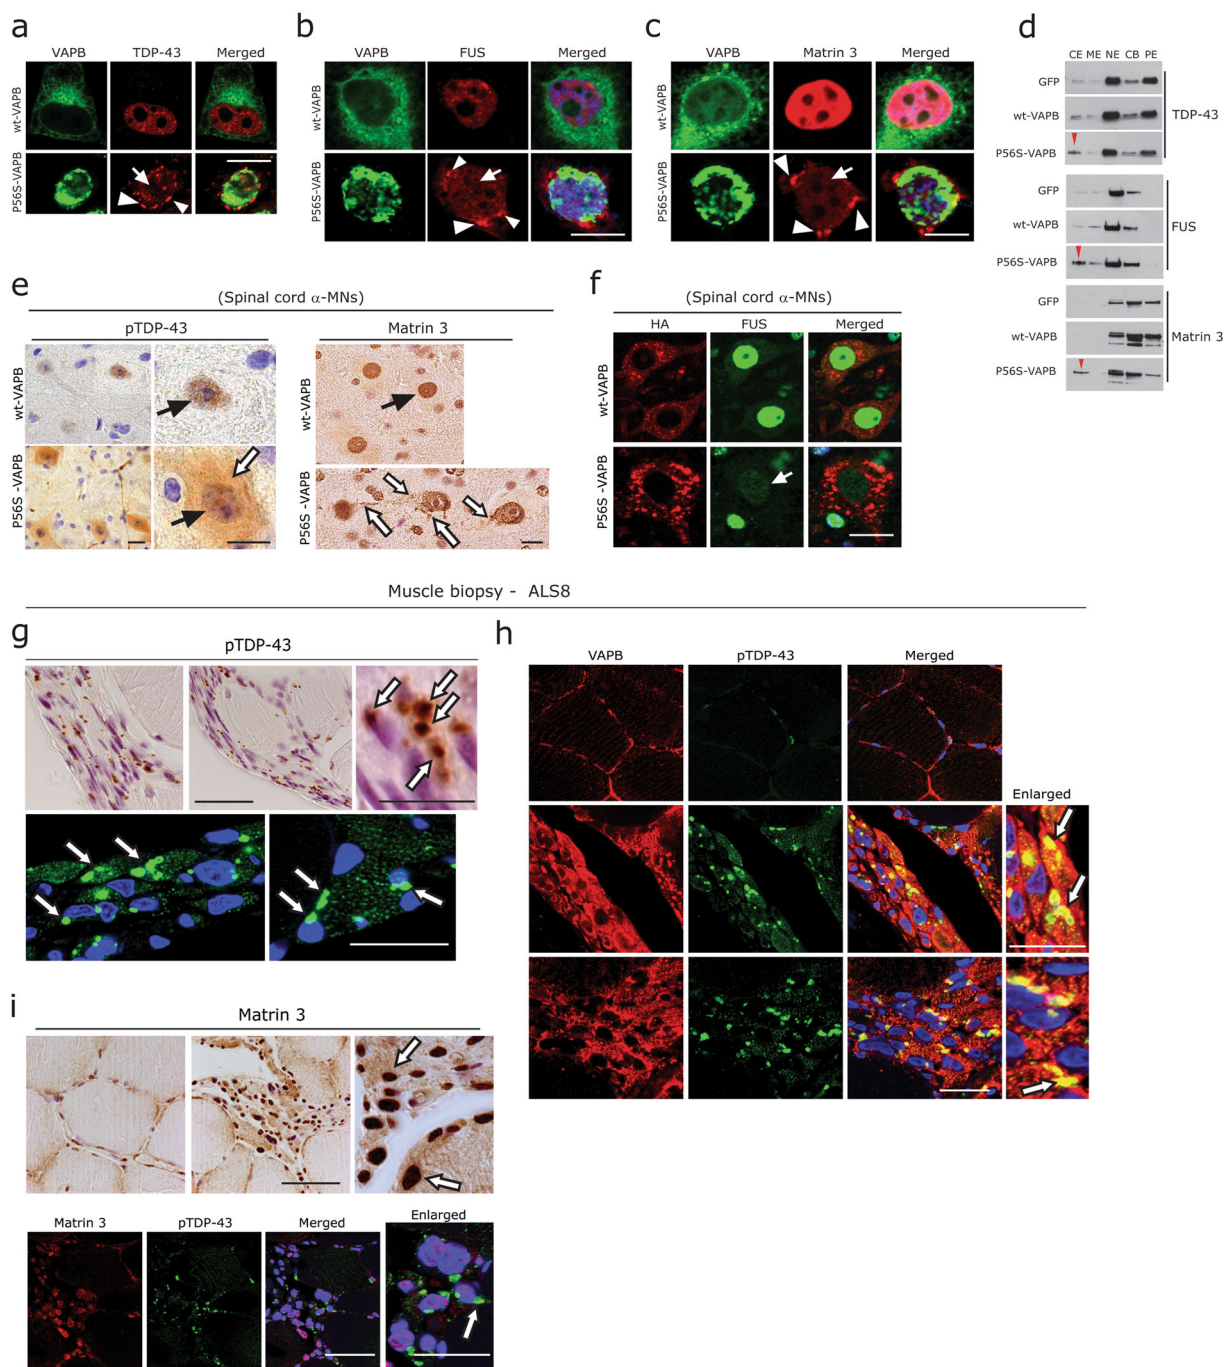 a
VAPB TDP-43 Merged
wt-VAPB
P56S-VAPB
b
VAPB FUS Merged
wt-VAPB
P56S-VAPB
c
VAPB Matrin 3 Merged
wt-VAPB
P56S-VAPB
d
CE ME NE CB PE
GFP
wt-VAPB
P56S-VAPB
TDP-43
GFP
wt-VAPB
P56S-VAPB
FUS
GFP
wt-VAPB
P56S-VAPB
Matrin 3
e
(Spinal cord α-MNs)
pTDP-43 Matrin 3
wt-VAPB
P56S -VAPB
wt-VAPB
P56S -VAPB
f
(Spinal cord α-MNs)
HA FUS Merged
wt-VAPB
P56S-VAPB
Muscle biopsy - ALS8
g
pTDP-43
h
VAPB pTDP-43 Merged
Enlarged
i
Matrin 3
Matrin 3 pTDP-43 Merged Enlarged